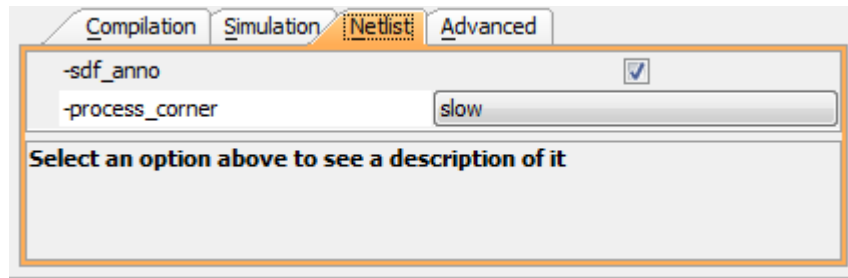 Compilation Simulation Netlist Advanced
-sdf_anno
-process_corner slow
Select an option above to see a description of it